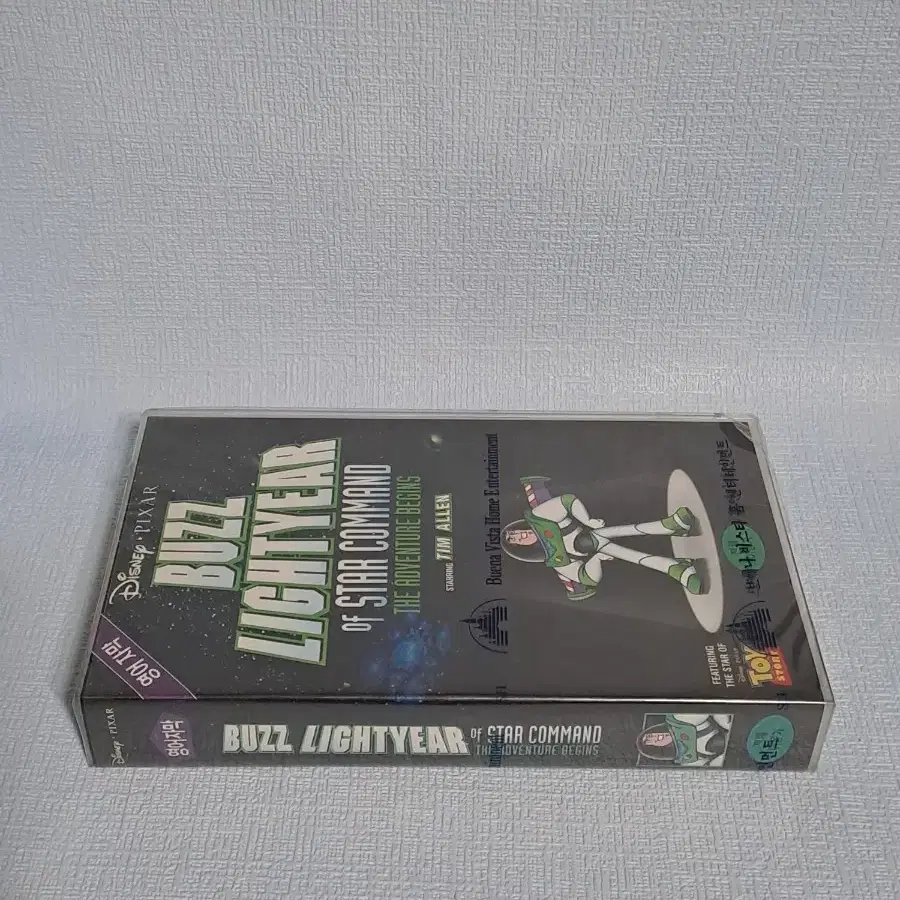 DISNEY · PIXAR
BUZZ
LIGHTYEAR
OF STAR COMMAND
THE ADVENTURE BEGINS
STARRING TIM ALLEN
영어자막
Buena Vista Home Entertainment
FEATURING
THE STAR OF
TOY
STORY
DISNEY · PIXAR
영어자막
BUZZ LIGHTYEAR
OF STAR COMMAND
THE ADVENTURE BEGINS